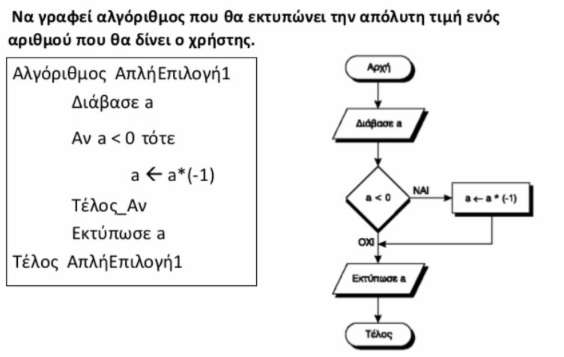 Να γραφεί αλγόριθμος που θα εκτυπώνει την απόλυτη τιμή ενός
αριθμού που θα δίνει ο χρήστης.
Αλγόριθμος ΑπλήΕπιλογή1
Διάβασε a
Αν a < 0 τότε
a ← a*(-1)
Τέλος_Αν
Εκτύπωσε a
Τέλος ΑπλήΕπιλογή1
Αρχή
Διάβασε a
a < 0
ΝΑΙ
a ← a * (-1)
ΟΧΙ
Εκτύπωσε a
Τέλος